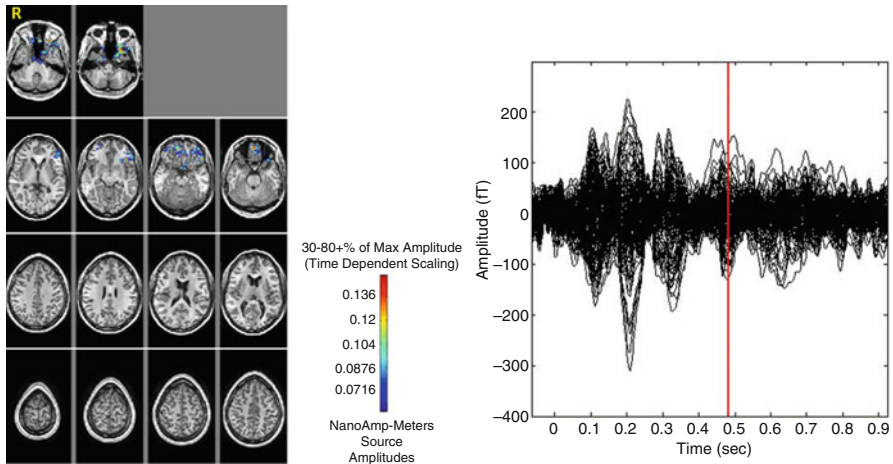 R
30-80+% of Max Amplitude
(Time Dependent Scaling)
0.136
0.12
0.104
0.0876
0.0716
NanoAmp-Meters
Source
Amplitudes
Amplitude (fT)
200
100
0
–100
–200
–300
–400
0 0.1 0.2 0.3 0.4 0.5 0.6 0.7 0.8 0.9
Time (sec)